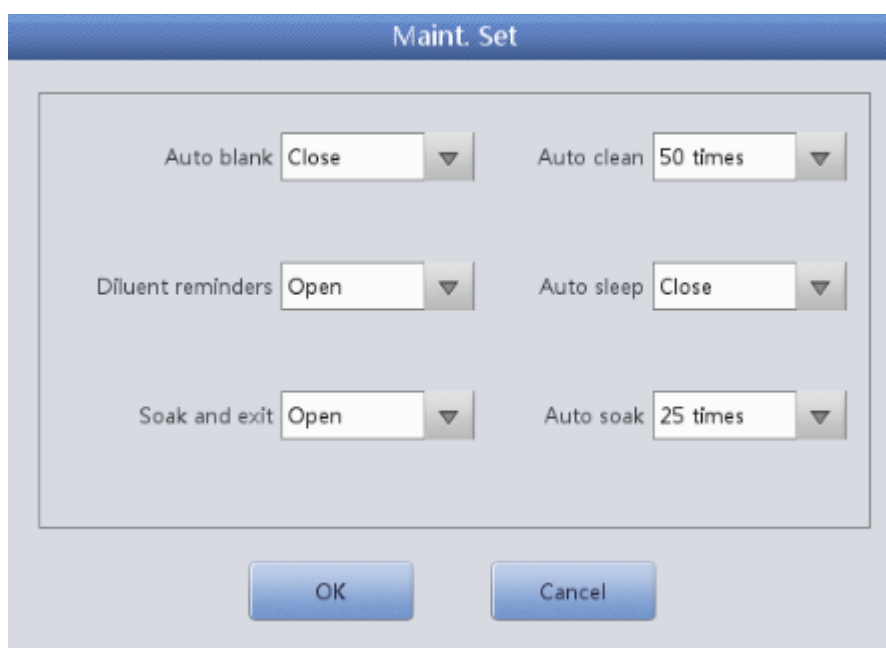 Maint. Set
Auto blank Close Auto clean 50 times
Diluent reminders Open Auto sleep Close
Soak and exit Open Auto soak 25 times
OK Cancel